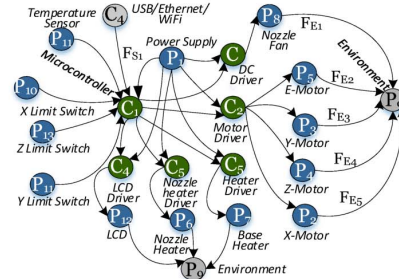 Temperature
Sensor
P11
C4
USB/Ethernet/
WiFi
FS1
Power Supply
P1
P8
Nozzle
Fan
FE1
Environment
Microcontroller
C
DC
Driver
P10
X Limit Switch
C1
C2
Motor
Driver
P5
E-Motor
FE2
P3
Y-Motor
FE3
P13
Z Limit Switch
P11
Y Limit Switch
C4
LCD
Driver
C5
Nozzle
heater
Driver
C5
Heater
Driver
P4
Z-Motor
FE4
P2
X-Motor
FE5
P12
LCD
P6
Nozzle
Heater
P7
Base
Heater
P9
Environment